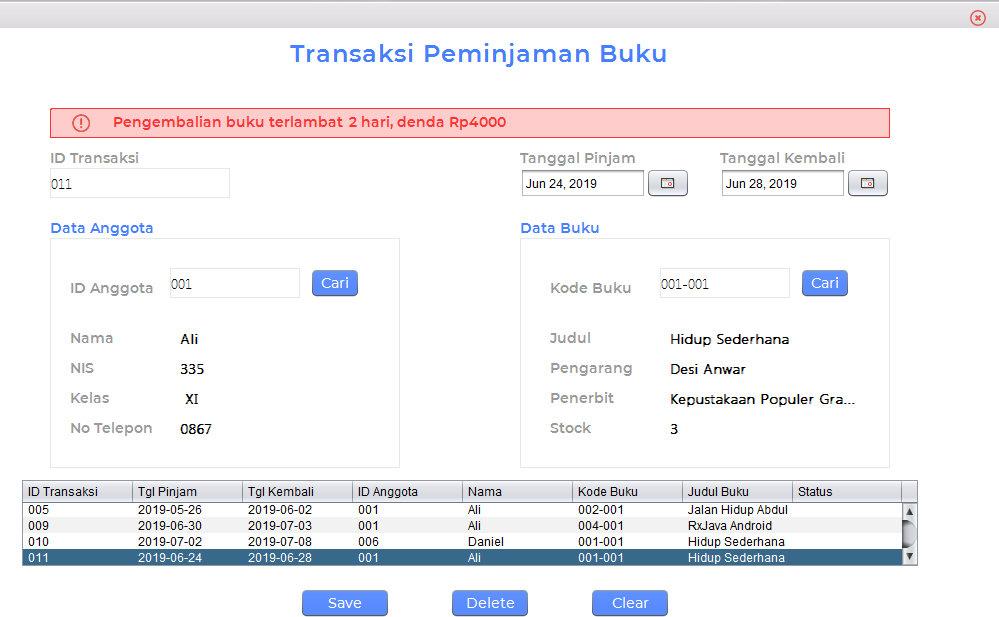 Transaksi Peminjaman Buku
Pengembalian buku terlambat 2 hari, denda Rp4000
ID Transaksi
011
Tanggal Pinjam Tanggal Kembali
Jun 24, 2019 Jun 28, 2019
Data Anggota
ID Anggota 001 Cari
Nama Ali
NIS 335
Kelas XI
No Telepon 0867
Data Buku
Kode Buku 001-001 Cari
Judul Hidup Sederhana
Pengarang Desi Anwar
Penerbit Kepustakaan Populer Gra...
Stock 3
ID Transaksi Tgl Pinjam Tgl Kembali ID Anggota Nama Kode Buku Judul Buku Status
005 2019-05-26 2019-06-02 001 Ali 002-001 Jalan Hidup Abdul
009 2019-06-30 2019-07-03 001 Ali 004-001 RxJava Android
010 2019-07-02 2019-07-08 006 Daniel 001-001 Hidup Sederhana
011 2019-06-24 2019-06-28 001 Ali 001-001 Hidup Sederhana
Save Delete Clear